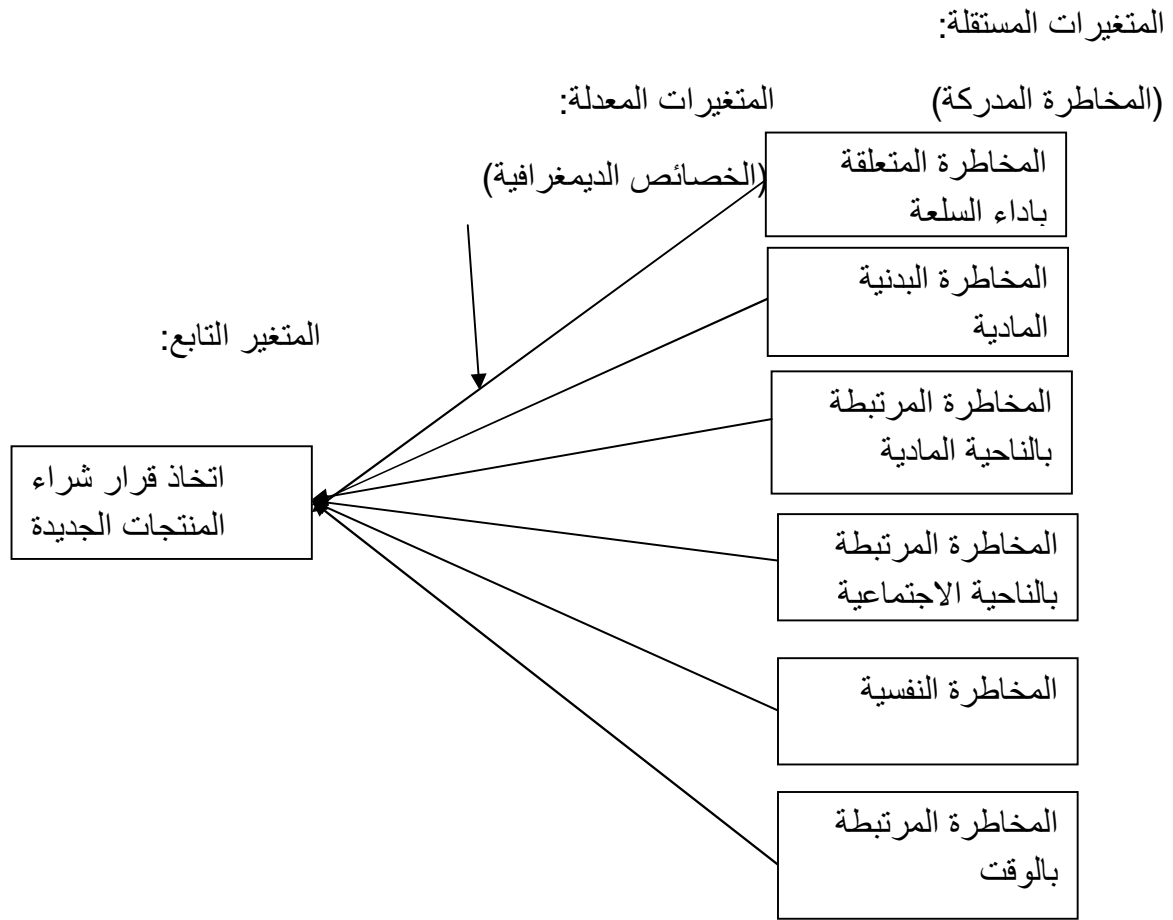 المتغيرات المستقلة:
(المخاطرة المدركة)
المتغيرات المعدلة:
(الخصائص الديمغرافية)
المخاطرة المتعلقة
باداء السلعة
المخاطرة البدنية
المادية
المتغير التابع:
المخاطرة المرتبطة
بالناحية المادية
اتخاذ قرار شراء
المنتجات الجديدة
المخاطرة المرتبطة
بالناحية الاجتماعية
المخاطرة النفسية
المخاطرة المرتبطة
بالوقت